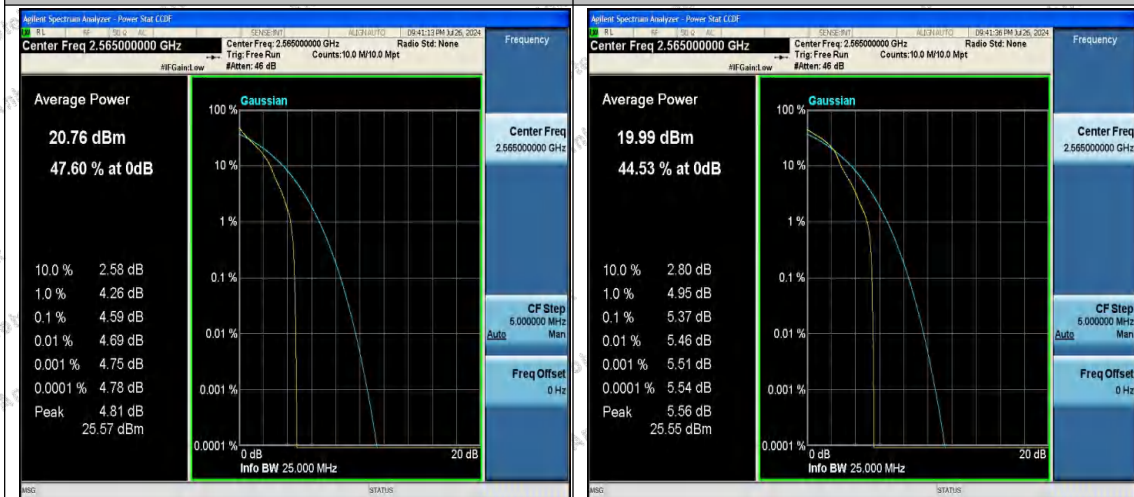 Agilent Spectrum Analyzer - Power Stat CCDF
RL RF 50 Ω AC SENSE:INT ALIGN AUTO 09:41:13 PM Jul 26, 2024
Center Freq 2.565000000 GHz
Center Freq: 2.565000000 GHz Radio Std: None
Trig: Free Run Counts:10.0 M/10.0 Mpt
#IFGain:Low #Atten: 46 dB
Frequency
Average Power
20.76 dBm
47.60 % at 0dB
10.0 % 2.58 dB
1.0 % 4.26 dB
0.1 % 4.59 dB
0.01 % 4.69 dB
0.001 % 4.75 dB
0.0001 % 4.78 dB
Peak 4.81 dB
25.57 dBm
Gaussian
100 %
10 %
1 %
0.1 %
0.01 %
0.001 %
0.0001 %
0 dB 20 dB
Info BW 25.000 MHz
Center Freq
2.565000000 GHz
CF Step
5.000000 MHz
Auto Man
Freq Offset
0 Hz
MSG STATUS
Agilent Spectrum Analyzer - Power Stat CCDF
RL RF 50 Ω AC SENSE:INT ALIGN AUTO 09:41:36 PM Jul 26, 2024
Center Freq 2.565000000 GHz
Center Freq: 2.565000000 GHz Radio Std: None
Trig: Free Run Counts:10.0 M/10.0 Mpt
#IFGain:Low #Atten: 46 dB
Frequency
Average Power
19.99 dBm
44.53 % at 0dB
10.0 % 2.80 dB
1.0 % 4.95 dB
0.1 % 5.37 dB
0.01 % 5.46 dB
0.001 % 5.51 dB
0.0001 % 5.54 dB
Peak 5.56 dB
25.55 dBm
Gaussian
100 %
10 %
1 %
0.1 %
0.01 %
0.001 %
0.0001 %
0 dB 20 dB
Info BW 25.000 MHz
Center Freq
2.565000000 GHz
CF Step
5.000000 MHz
Auto Man
Freq Offset
0 Hz
MSG STATUS